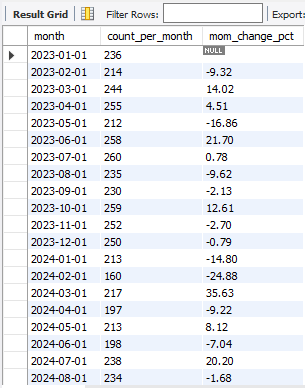 Result Grid Filter Rows: Export:
month count_per_month mom_change_pct
2023-01-01 236 NULL
2023-02-01 214 -9.32
2023-03-01 244 14.02
2023-04-01 255 4.51
2023-05-01 212 -16.86
2023-06-01 258 21.70
2023-07-01 260 0.78
2023-08-01 235 -9.62
2023-09-01 230 -2.13
2023-10-01 259 12.61
2023-11-01 252 -2.70
2023-12-01 250 -0.79
2024-01-01 213 -14.80
2024-02-01 160 -24.88
2024-03-01 217 35.63
2024-04-01 197 -9.22
2024-05-01 213 8.12
2024-06-01 198 -7.04
2024-07-01 238 20.20
2024-08-01 234 -1.68